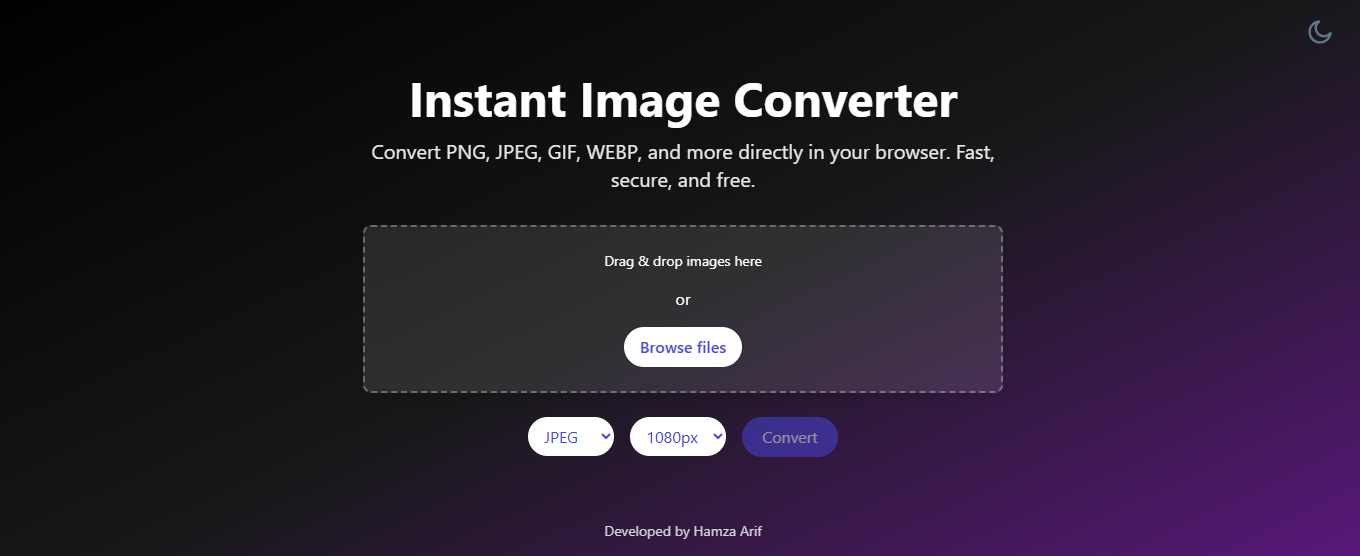 Instant Image Converter
Convert PNG, JPEG, GIF, WEBP, and more directly in your browser. Fast,
secure, and free.
Drag & drop images here
or
Browse files
JPEG
1080px
Convert
Developed by Hamza Arif